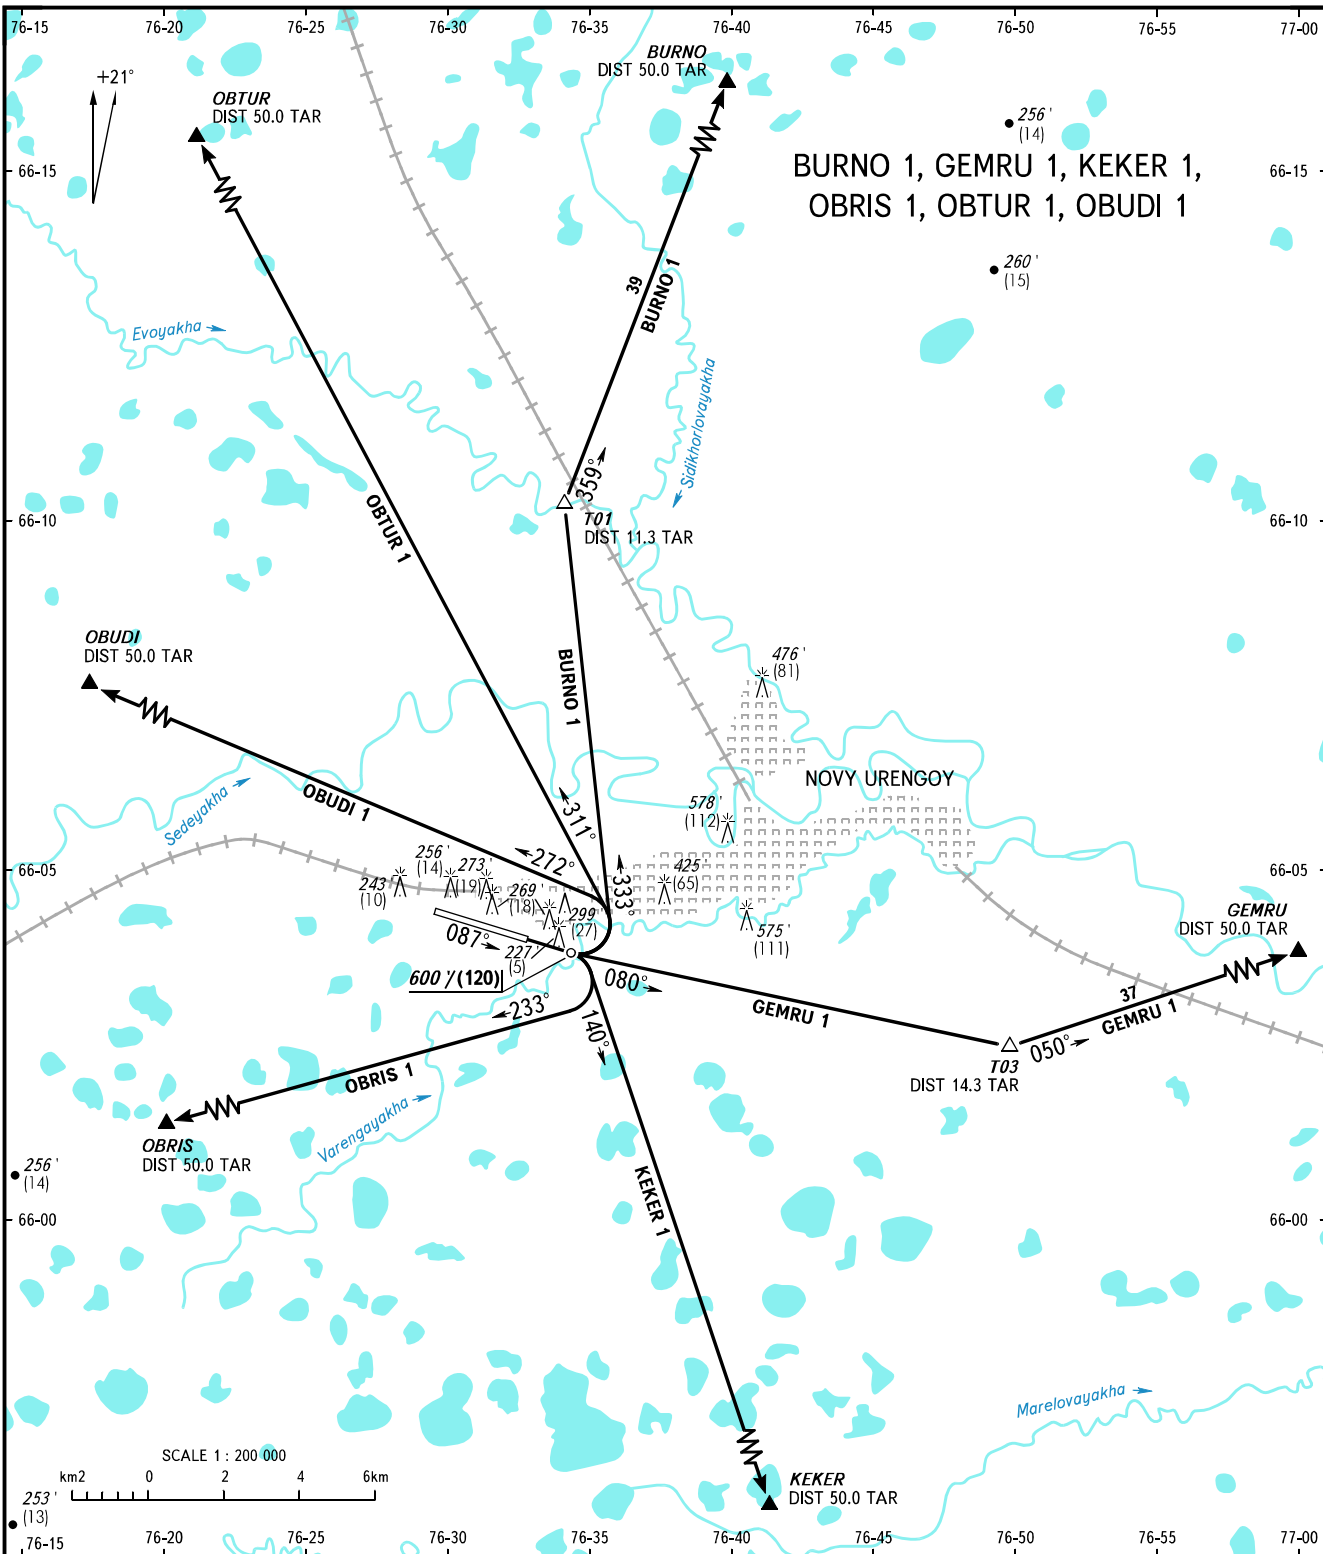 76-15 76-20 76-25 76-30 76-35 76-40 76-45 76-50 76-55 77-00
+21°
OBTUR
DIST 50.0 TAR
BURNO
DIST 50.0 TAR
256'
(14)
66-15
66-15
BURNO 1, GEMRU 1, KEKER 1,
OBRIS 1, OBTUR 1, OBUDI 1
260'
(15)
39
BURNO 1
Evoyakha
Sidikhorlovayakha
359°
T01
DIST 11.3 TAR
66-10
66-10
OBTUR 1
OBUDI
DIST 50.0 TAR
BURNO 1
476'
(81)
NOVY URENGOY
OBUDI 1
Sedeyakha
311°
578'
(112)
272°
333°
425'
(65)
66-05
66-05
256'
(14)
273'
(19)
243
(10)
269'
(18)
299'
(27)
575'
(111)
087°
227'
(5)
600'/(120)
080°
GEMRU 1
GEMRU
DIST 50.0 TAR
37
GEMRU 1
050°
T03
DIST 14.3 TAR
233°
140°
OBRIS 1
Varengayakha
OBRIS
DIST 50.0 TAR
256'
(14)
KEKER 1
66-00
66-00
Marelovayakha
SCALE 1 : 200 000
km2 0 2 4 6km
KEKER
DIST 50.0 TAR
253'
(13)
76-15 76-20 76-25 76-30 76-35 76-40 76-45 76-50 76-55 77-00